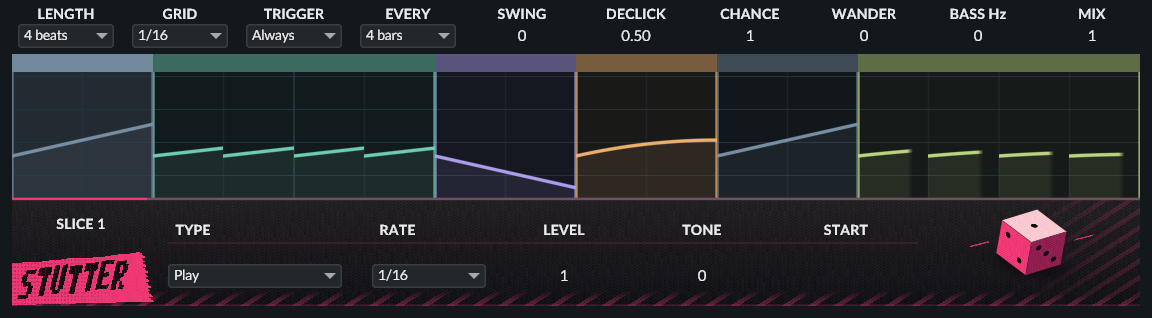 LENGTH GRID TRIGGER EVERY SWING DECLICK CHANCE WANDER BASS Hz MIX
4 beats 1/16 Always 4 bars 0 0.50 1 0 0 1
SLICE 1 TYPE RATE LEVEL TONE START
STUTTER Play 1/16 1 0